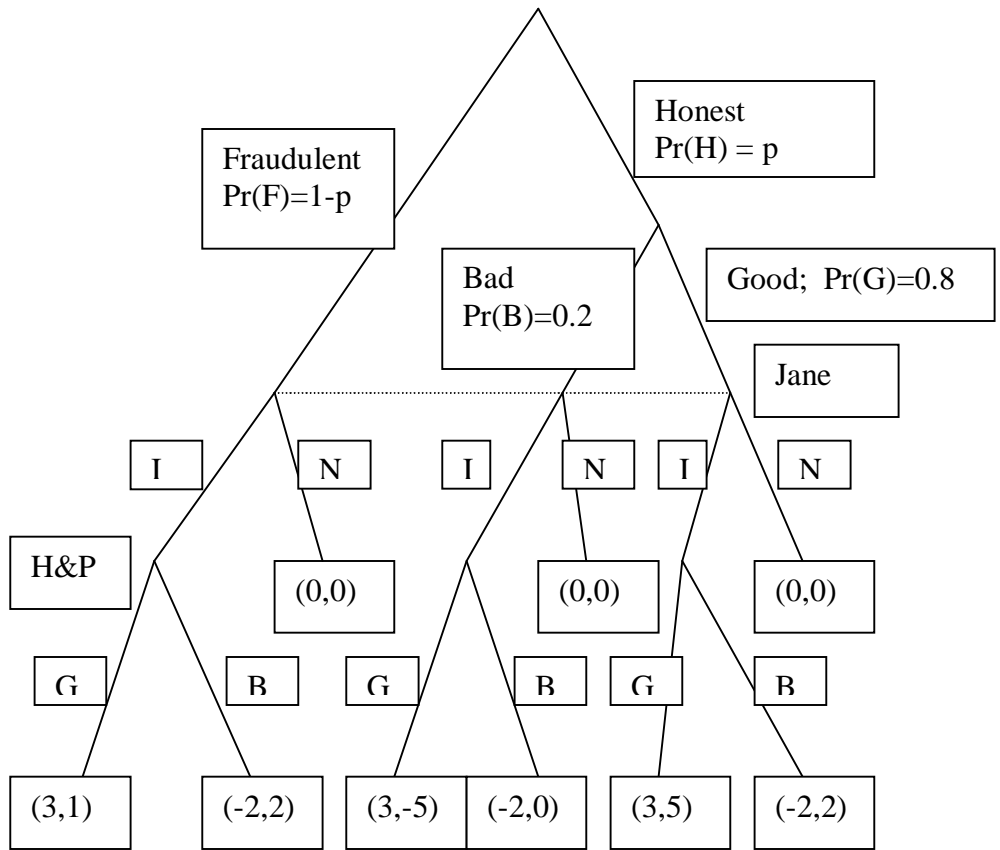 Honest
Pr(H) = p
Fraudulent
Pr(F)=1-p
Bad
Pr(B)=0.2
Good;  Pr(G)=0.8
Jane
I
N
I
N
I
N
H&P
(0,0)
(0,0)
(0,0)
G
B
G
B
G
B
(3,1)
(-2,2)
(3,-5)
(-2,0)
(3,5)
(-2,2)